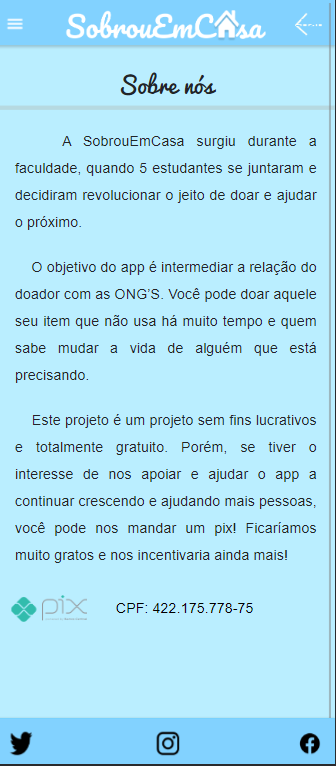 SobrouEmCasa
Sobre nós
A SobrouEmCasa surgiu durante a
faculdade, quando 5 estudantes se juntaram e
decidiram revolucionar o jeito de doar e ajudar
o próximo.
O objetivo do app é intermediar a relação do
doador com as ONG'S. Você pode doar aquele
seu item que não usa há muito tempo e quem
sabe mudar a vida de alguém que está
precisando.
Este projeto é um projeto sem fins lucrativos
e totalmente gratuito. Porém, se tiver o
interesse de nos apoiar e ajudar o app a
continuar crescendo e ajudando mais pessoas,
você pode nos mandar um pix! Ficaríamos
muito gratos e nos incentivaria ainda mais!
pix
CPF: 422.175.778-75